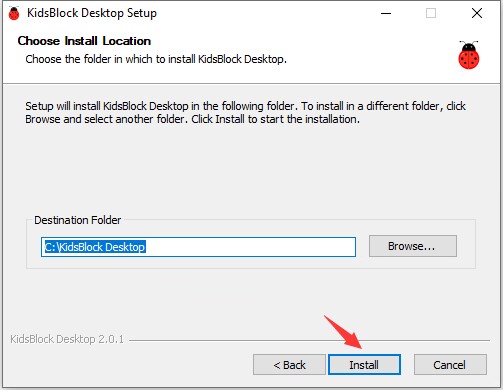 KidsBlock Desktop Setup
Choose Install Location
Choose the folder in which to install KidsBlock Desktop.
Setup will install KidsBlock Desktop in the following folder. To install in a different folder, click
Browse and select another folder. Click Install to start the installation.
Destination Folder
C:\KidsBlock Desktop
Browse...
KidsBlock Desktop 2.0.1
< Back
Install
Cancel